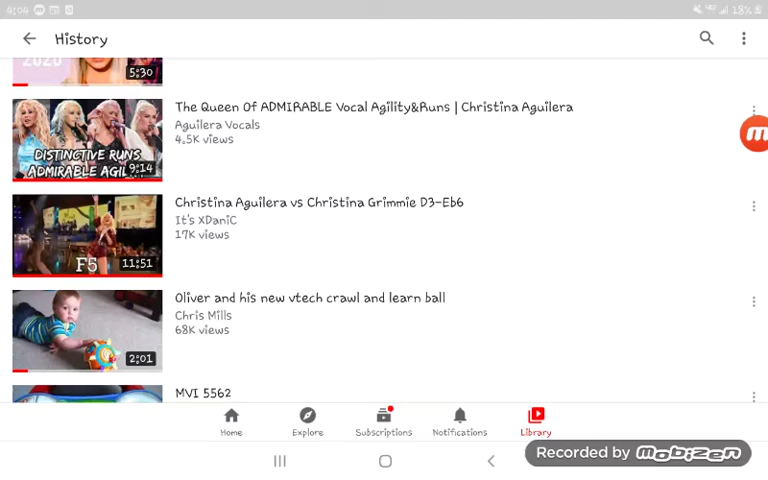 4:04
18%
History
2020
5:30
The Queen Of ADMIRABLE Vocal Agility&Runs | Christina Aguilera
Aguilera Vocals
4.5K views
DISTINCTIVE RUNS
ADMIRABLE AGIL
9:14
Christina Aguilera vs Christina Grimmie D3-Eb6
It's XDaniC
17K views
F5
11:51
Oliver and his new vtech crawl and learn ball
Chris Mills
68K views
2:01
MVI 5562
Home Explore Subscriptions Notifications Library
Recorded by mobizen